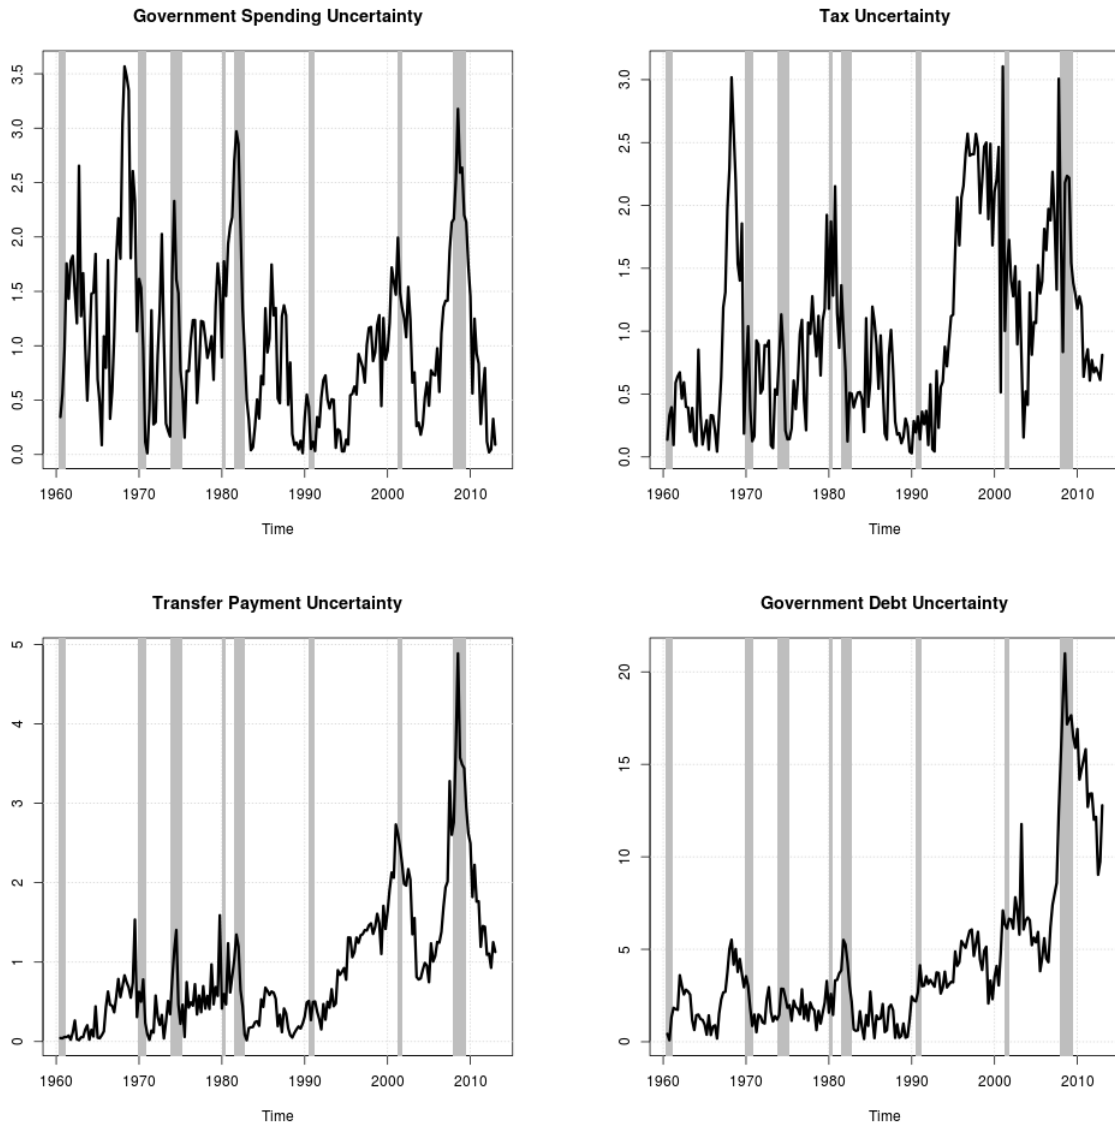 Government Spending Uncertainty
3.5
3.0
2.5
2.0
1.5
1.0
0.5
0.0
1960 1970 1980 1990 2000 2010
Time
Tax Uncertainty
3.0
2.5
2.0
1.5
1.0
0.5
0.0
1960 1970 1980 1990 2000 2010
Time
Transfer Payment Uncertainty
5
4
3
2
1
0
1960 1970 1980 1990 2000 2010
Time
Government Debt Uncertainty
20
15
10
5
0
1960 1970 1980 1990 2000 2010
Time